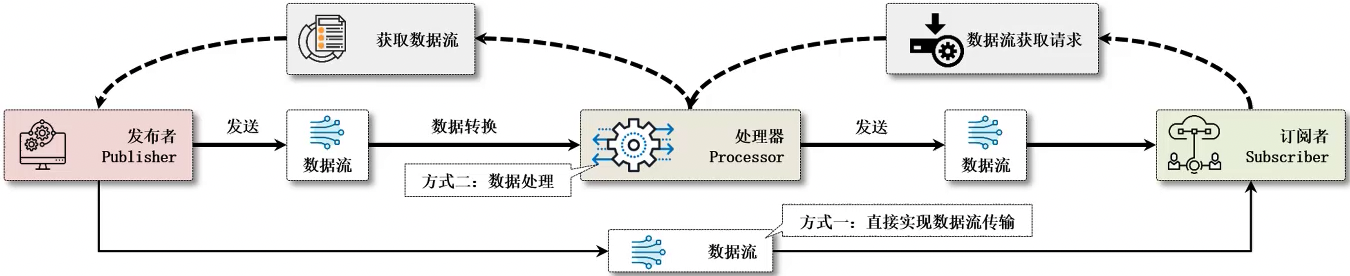 获取数据流
数据流获取请求
发布者
Publisher
发送
数据流
数据转换
处理器
Processor
发送
数据流
订阅者
Subscriber
方式二：数据处理
方式一：直接实现数据流传输
数据流